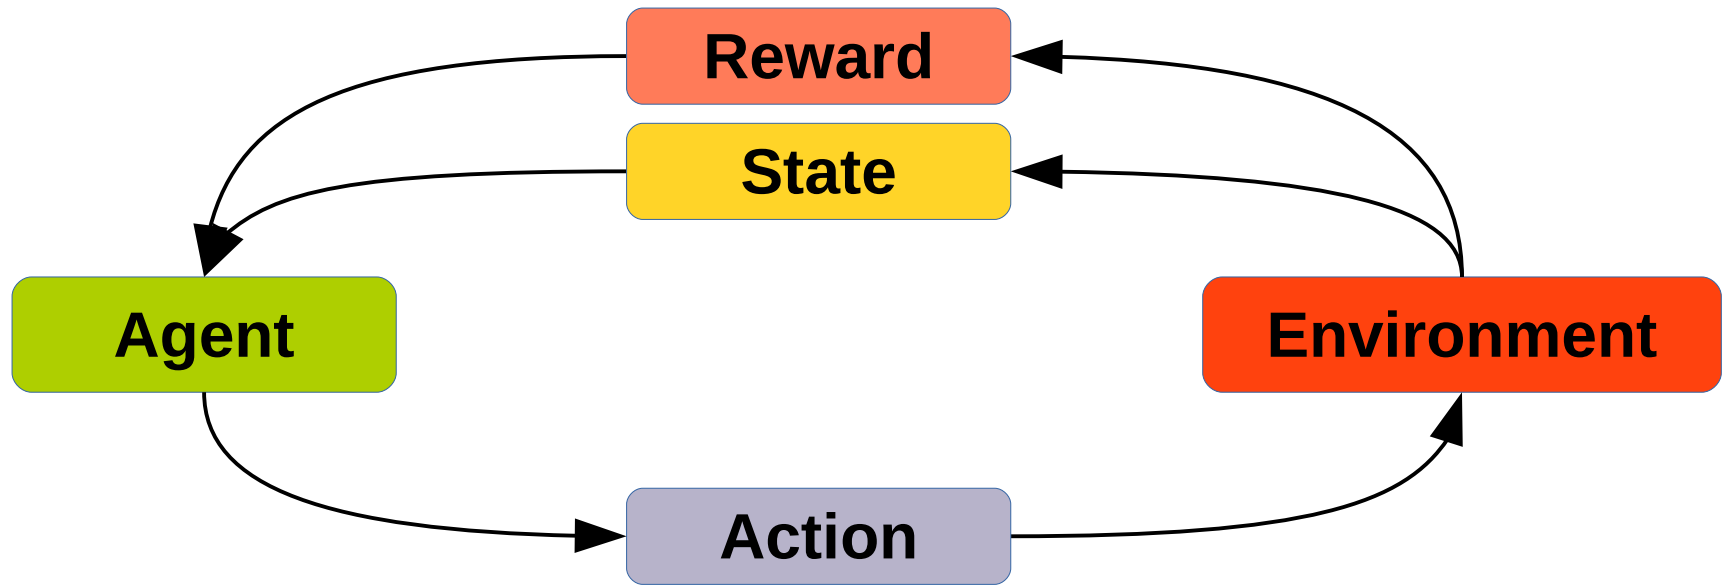 Reward
State
Agent
Environment
Action